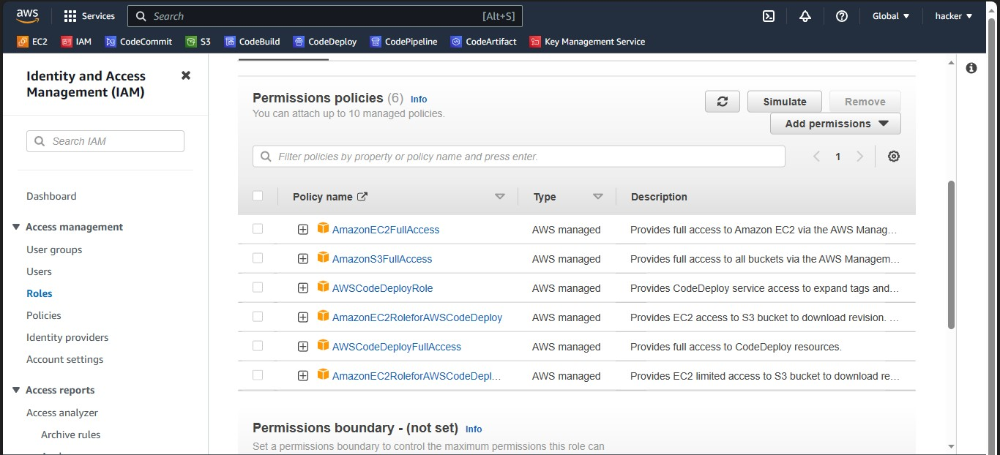 aws
Services
Search
[Alt+S]
Global
hacker
EC2
IAM
CodeCommit
S3
CodeBuild
CodeDeploy
CodePipeline
CodeArtifact
Key Management Service
Identity and Access
Management (IAM)
Search IAM
Dashboard
Access management
User groups
Users
Roles
Policies
Identity providers
Account settings
Access reports
Access analyzer
Archive rules
Permissions policies (6) Info
You can attach up to 10 managed policies.
Simulate
Remove
Add permissions
Filter policies by property or policy name and press enter.
1
Policy name
Type
Description
AmazonEC2FullAccess AWS managed Provides full access to Amazon EC2 via the AWS Manag...
AmazonS3FullAccess AWS managed Provides full access to all buckets via the AWS Managem...
AWSCodeDeployRole AWS managed Provides CodeDeploy service access to expand tags and...
AmazonEC2RoleforAWSCodeDeploy AWS managed Provides EC2 access to S3 bucket to download revision. ...
AWSCodeDeployFullAccess AWS managed Provides full access to CodeDeploy resources.
AmazonEC2RoleforAWSCodeDepl... AWS managed Provides EC2 limited access to S3 bucket to download re...
Permissions boundary - (not set) Info
Set a permissions boundary to control the maximum permissions this role can